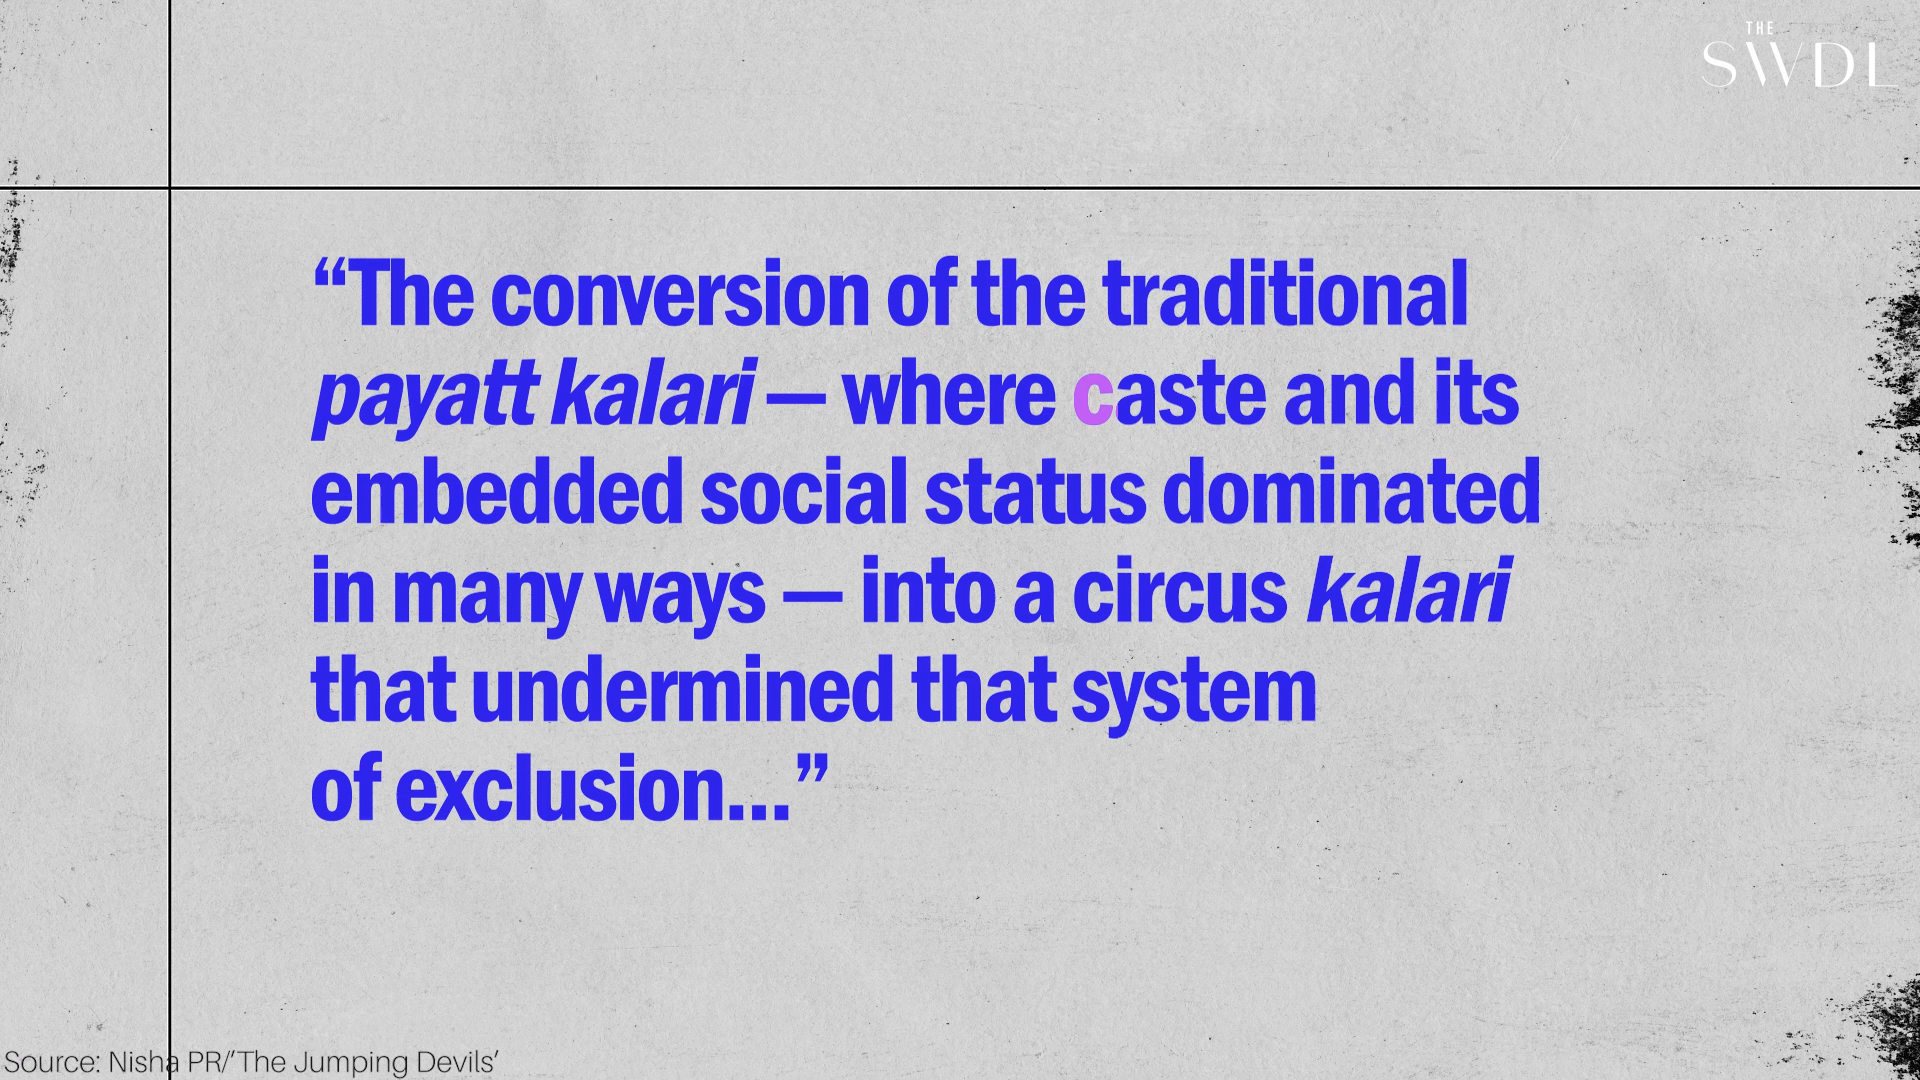 THE
SWDL
“The conversion of the traditional
payatt kalari — where caste and its
embedded social status dominated
in many ways — into a circus kalari
that undermined that system
of exclusion...”
Source: Nisha PR/‘The Jumping Devils’